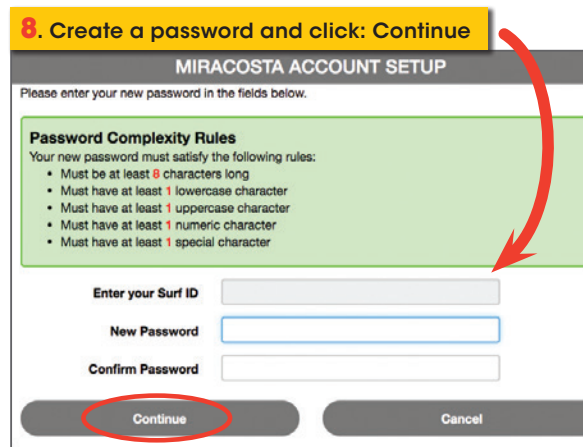 8. Create a password and click: Continue
MIRACOSTA ACCOUNT SETUP
Please enter your new password in the fields below.
Password Complexity Rules
Your new password must satisfy the following rules:
• Must be at least 8 characters long
• Must have at least 1 lowercase character
• Must have at least 1 uppercase character
• Must have at least 1 numeric character
• Must have at least 1 special character
Enter your Surf ID
New Password
Confirm Password
Continue Cancel